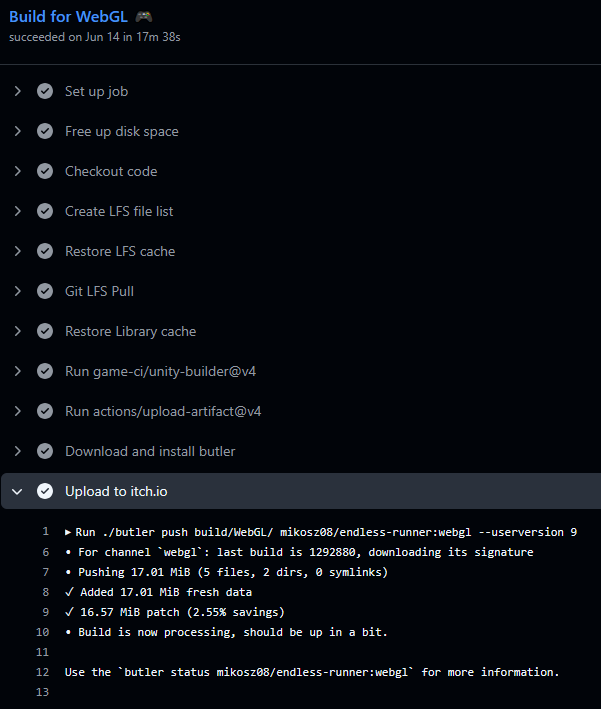 Build for WebGL 🎮
succeeded on Jun 14 in 17m 38s
Set up job
Free up disk space
Checkout code
Create LFS file list
Restore LFS cache
Git LFS Pull
Restore Library cache
Run game-ci/unity-builder@v4
Run actions/upload-artifact@v4
Download and install butler
Upload to itch.io
1 ▶ Run ./butler push build/WebGL/ mikosz08/endless-runner:webgl --userversion 9
6 • For channel `webgl`: last build is 1292880, downloading its signature
7 • Pushing 17.01 MiB (5 files, 2 dirs, 0 symlinks)
8 ✓ Added 17.01 MiB fresh data
9 ✓ 16.57 MiB patch (2.55% savings)
10 • Build is now processing, should be up in a bit.
11
12 Use the `butler status mikosz08/endless-runner:webgl` for more information.
13